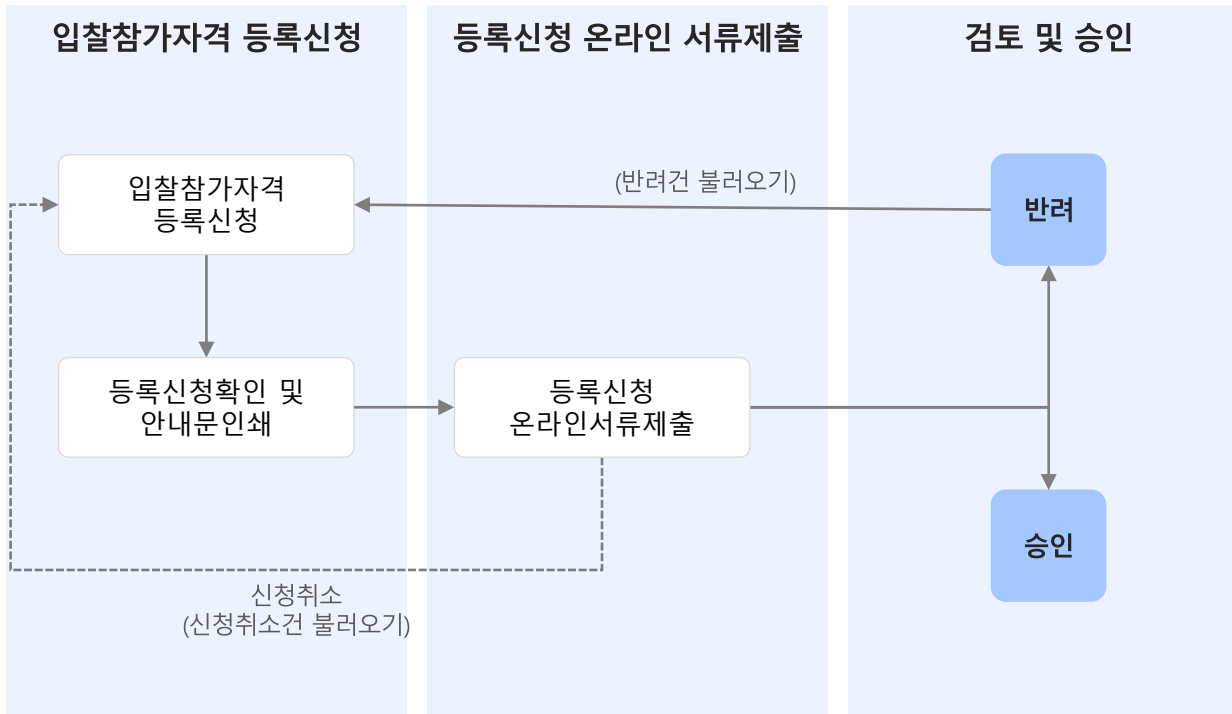 입찰참가자격 등록신청
등록신청 온라인 서류제출
검토 및 승인
입찰참가자격
등록신청
(반려건 불러오기)
반려
등록신청확인 및
안내문인쇄
등록신청
온라인서류제출
승인
신청취소
(신청취소건 불러오기)